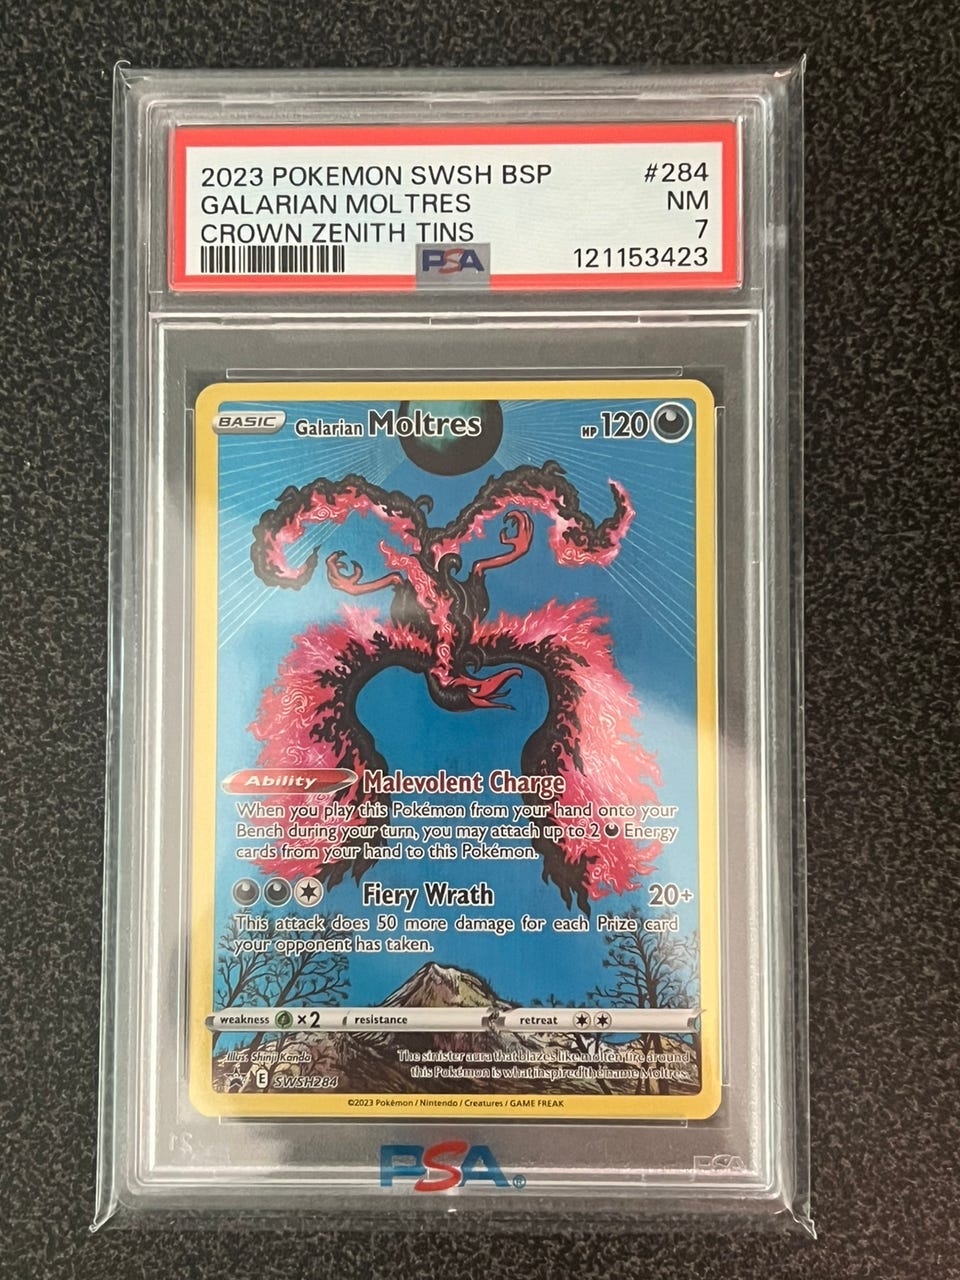 2023 POKEMON SWSH BSP #284
GALARIAN MOLTRES NM
CROWN ZENITH TINS 7
PSA 121153423
BASIC Galarian Moltres HP 120
Ability Malevolent Charge
When you play this Pokémon from your hand onto your
Bench during your turn, you may attach up to 2 Energy
cards from your hand to this Pokémon.
Fiery Wrath 20+
This attack does 50 more damage for each Prize card
your opponent has taken.
weakness ×2 resistance retreat
Illus. Shinji Kanda
The sinister aura that blazes like molten fire around
this Pokémon is what inspired the name Moltres.
E SWSH284
©2023 Pokémon / Nintendo / Creatures / GAME FREAK
PSA®
PSA